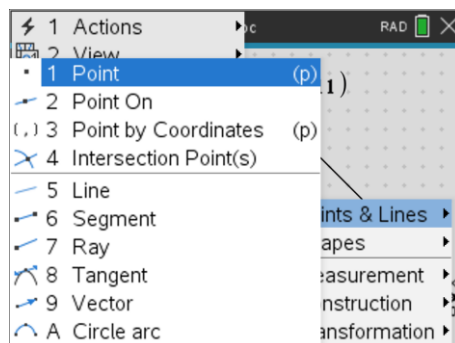 1 Actions
RAD
2 View
1 Point (p)
2 Point On
3 Point by Coordinates (p)
4 Intersection Point(s)
5 Line
6 Segment
ints & Lines
7 Ray
apes
8 Tangent
easurement
9 Vector
nstruction
A Circle arc
ansformation